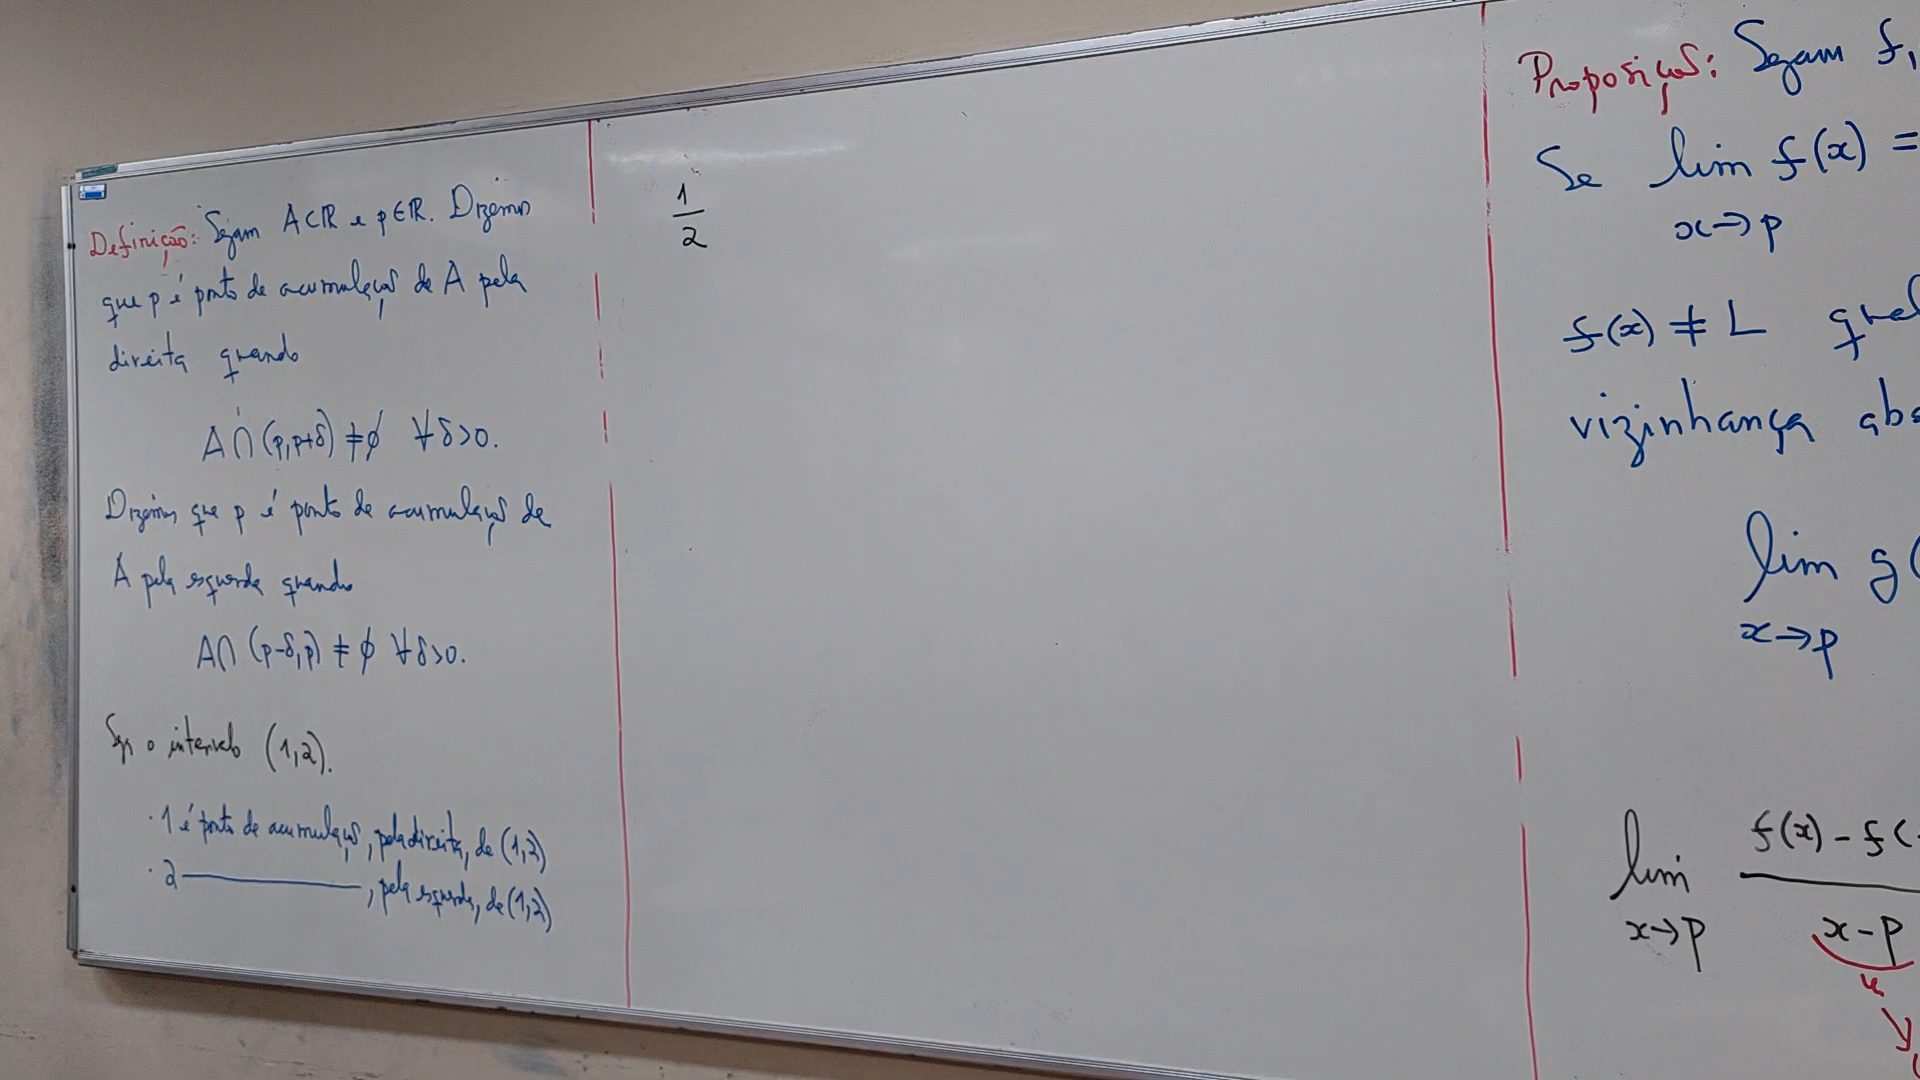 Definição: Sejam A⊂ℝ e p∈ℝ. Dizemos
que p é ponto de acumulação de A pela
direita quando
A∩(p,p+δ) ≠ ∅ ∀δ>0.
Dizemos que p é ponto de acumulação de
A pela esquerda quando
A∩(p-δ,p) ≠ ∅ ∀δ>0.
Seja o intervalo (1,2).
· 1 é ponto de acumulação, pela direita, de (1,2)
· 2 ————, pela esquerda, de (1,2)
1
2
Proposição: Sejam f,
Se lim f(x) =
x→p
f(x) ≠ L
vizinhança
lim g(
x→p
lim f(x) - f(
x→p x - p